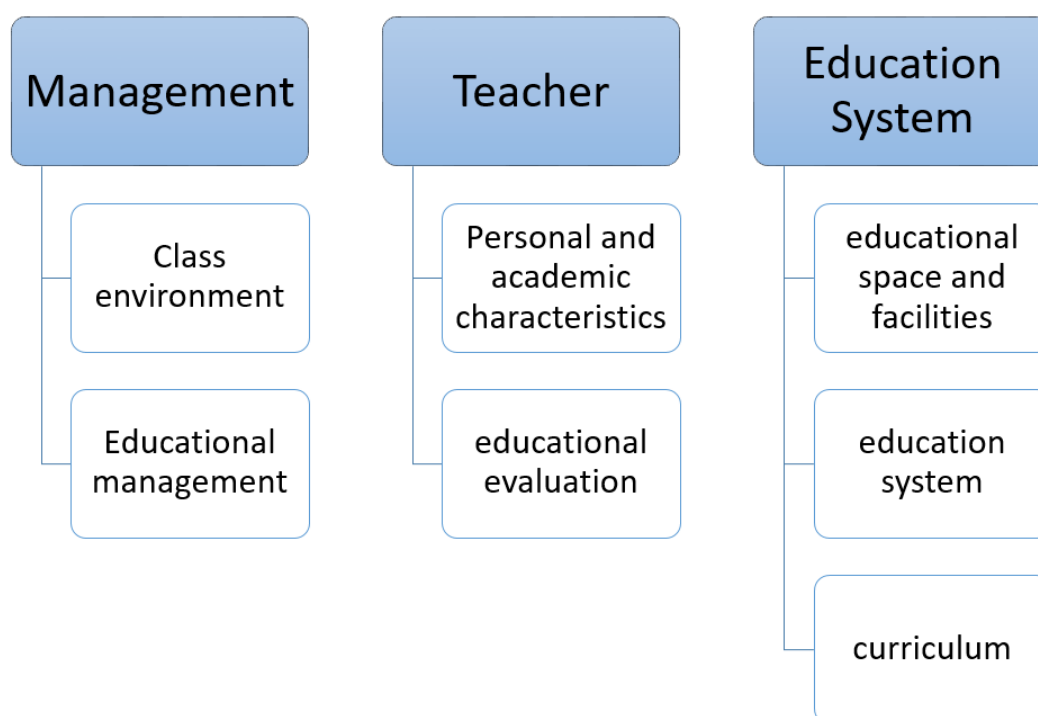 Management
Class
environment
Educational
management
Teacher
Personal and
academic
characteristics
educational
evaluation
Education
System
educational
space and
facilities
education
system
curriculum